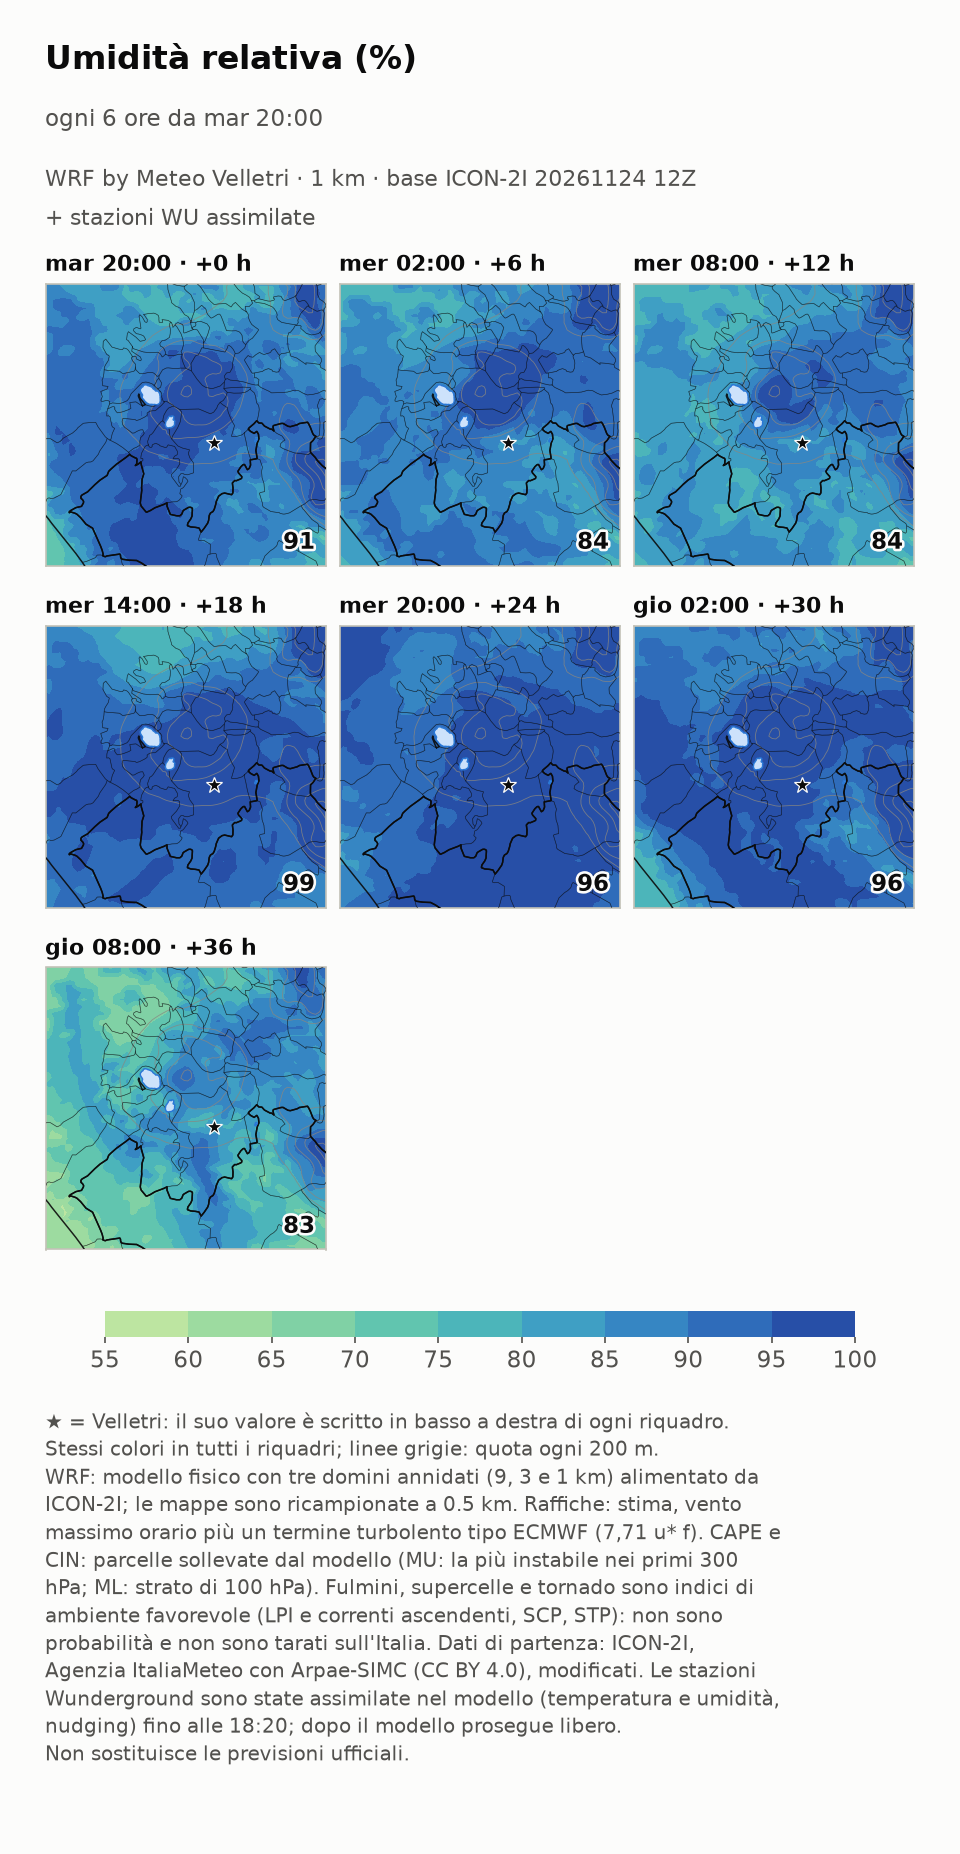 Umidità relativa (%)
ogni 6 ore da mar 20:00
WRF by Meteo Velletri · 1 km · base ICON-2I 20261124 12Z
+ stazioni WU assimilate
mar 20:00 · +0 h
mer 02:00 · +6 h
mer 08:00 · +12 h
91
84
84
mer 14:00 · +18 h
mer 20:00 · +24 h
gio 02:00 · +30 h
99
96
96
gio 08:00 · +36 h
83
55 60 65 70 75 80 85 90 95 100
★ = Velletri: il suo valore è scritto in basso a destra di ogni riquadro.
Stessi colori in tutti i riquadri; linee grigie: quota ogni 200 m.
WRF: modello fisico con tre domini annidati (9, 3 e 1 km) alimentato da
ICON-2I; le mappe sono ricampionate a 0.5 km. Raffiche: stima, vento
massimo orario più un termine turbolento tipo ECMWF (7,71 u* f). CAPE e
CIN: parcelle sollevate dal modello (MU: la più instabile nei primi 300
hPa; ML: strato di 100 hPa). Fulmini, supercelle e tornado sono indici di
ambiente favorevole (LPI e correnti ascendenti, SCP, STP): non sono
probabilità e non sono tarati sull'Italia. Dati di partenza: ICON-2I,
Agenzia ItaliaMeteo con Arpae-SIMC (CC BY 4.0), modificati. Le stazioni
Wunderground sono state assimilate nel modello (temperatura e umidità,
nudging) fino alle 18:20; dopo il modello prosegue libero.
Non sostituisce le previsioni ufficiali.